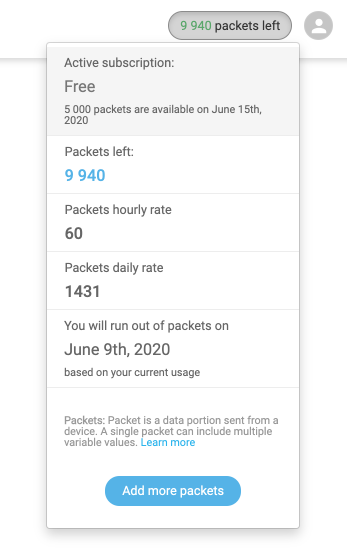 9 940 packets left
Active subscription:
Free
5 000 packets are available on June 15th,
2020
Packets left:
9 940
Packets hourly rate
60
Packets daily rate
1431
You will run out of packets on
June 9th, 2020
based on your current usage
Packets: Packet is a data portion sent from a
device. A single packet can include multiple
variable values. Learn more
Add more packets